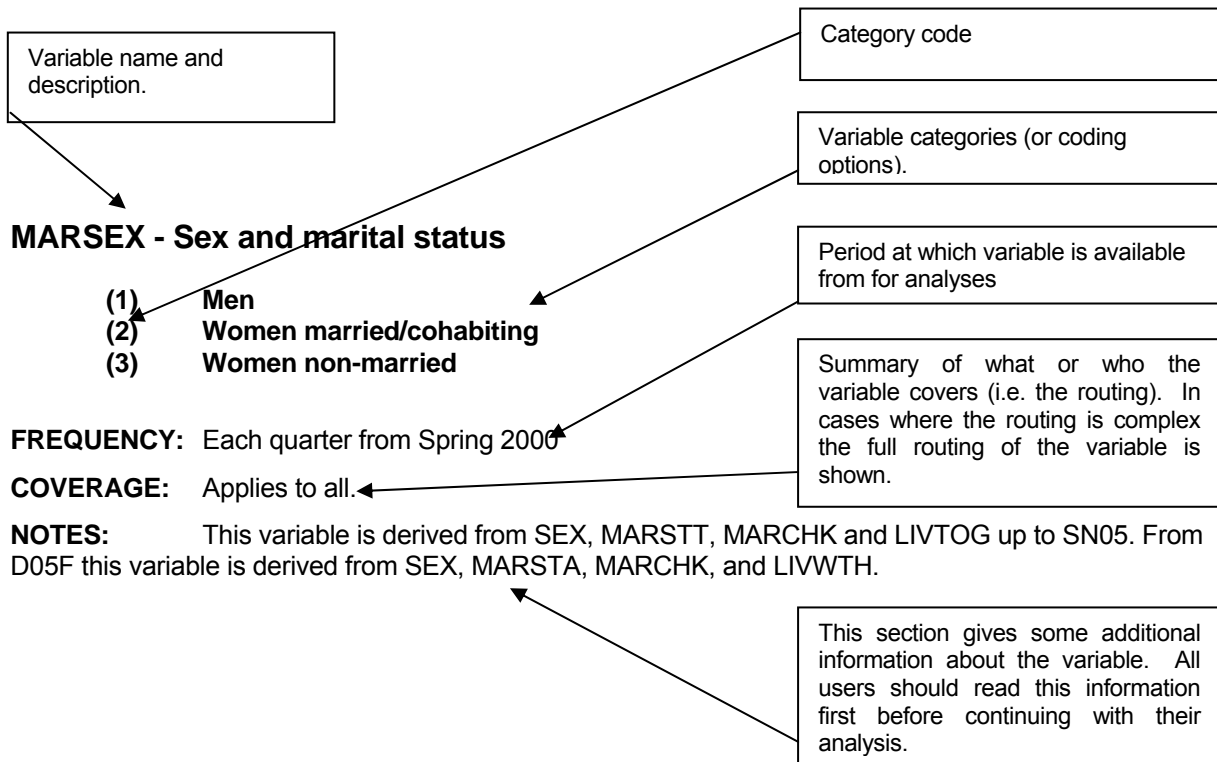 Variable name and
description.
Category code
Variable categories (or coding
options).
MARSEX - Sex and marital status
Period at which variable is available
from for analyses
(1) Men
(2) Women married/cohabiting
(3) Women non-married
Summary of what or who the
variable covers (i.e. the routing). In
cases where the routing is complex
the full routing of the variable is
shown.
FREQUENCY: Each quarter from Spring 2000
COVERAGE: Applies to all.
NOTES: This variable is derived from SEX, MARSTT, MARCHK and LIVTOG up to SN05. From
D05F this variable is derived from SEX, MARSTA, MARCHK, and LIVWTH.
This section gives some additional
information about the variable. All
users should read this information
first before continuing with their
analysis.